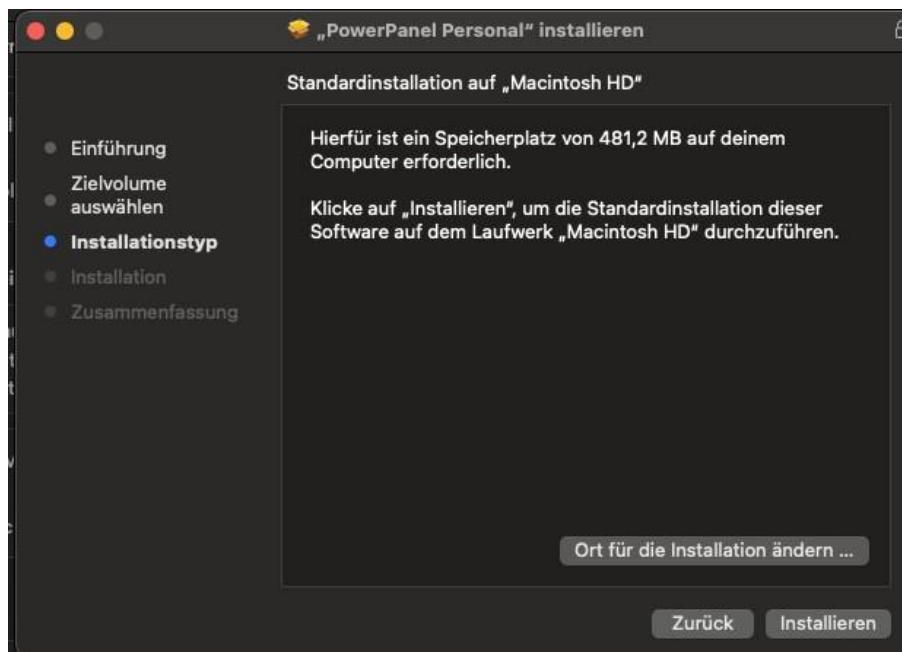 „PowerPanel Personal“ installieren
Standardinstallation auf „Macintosh HD“
Einführung
Zielvolume
auswählen
Installationstyp
Installation
Zusammenfassung
Hierfür ist ein Speicherplatz von 481,2 MB auf deinem
Computer erforderlich.
Klicke auf „Installieren“, um die Standardinstallation dieser
Software auf dem Laufwerk „Macintosh HD“ durchzuführen.
Ort für die Installation ändern ...
Zurück
Installieren